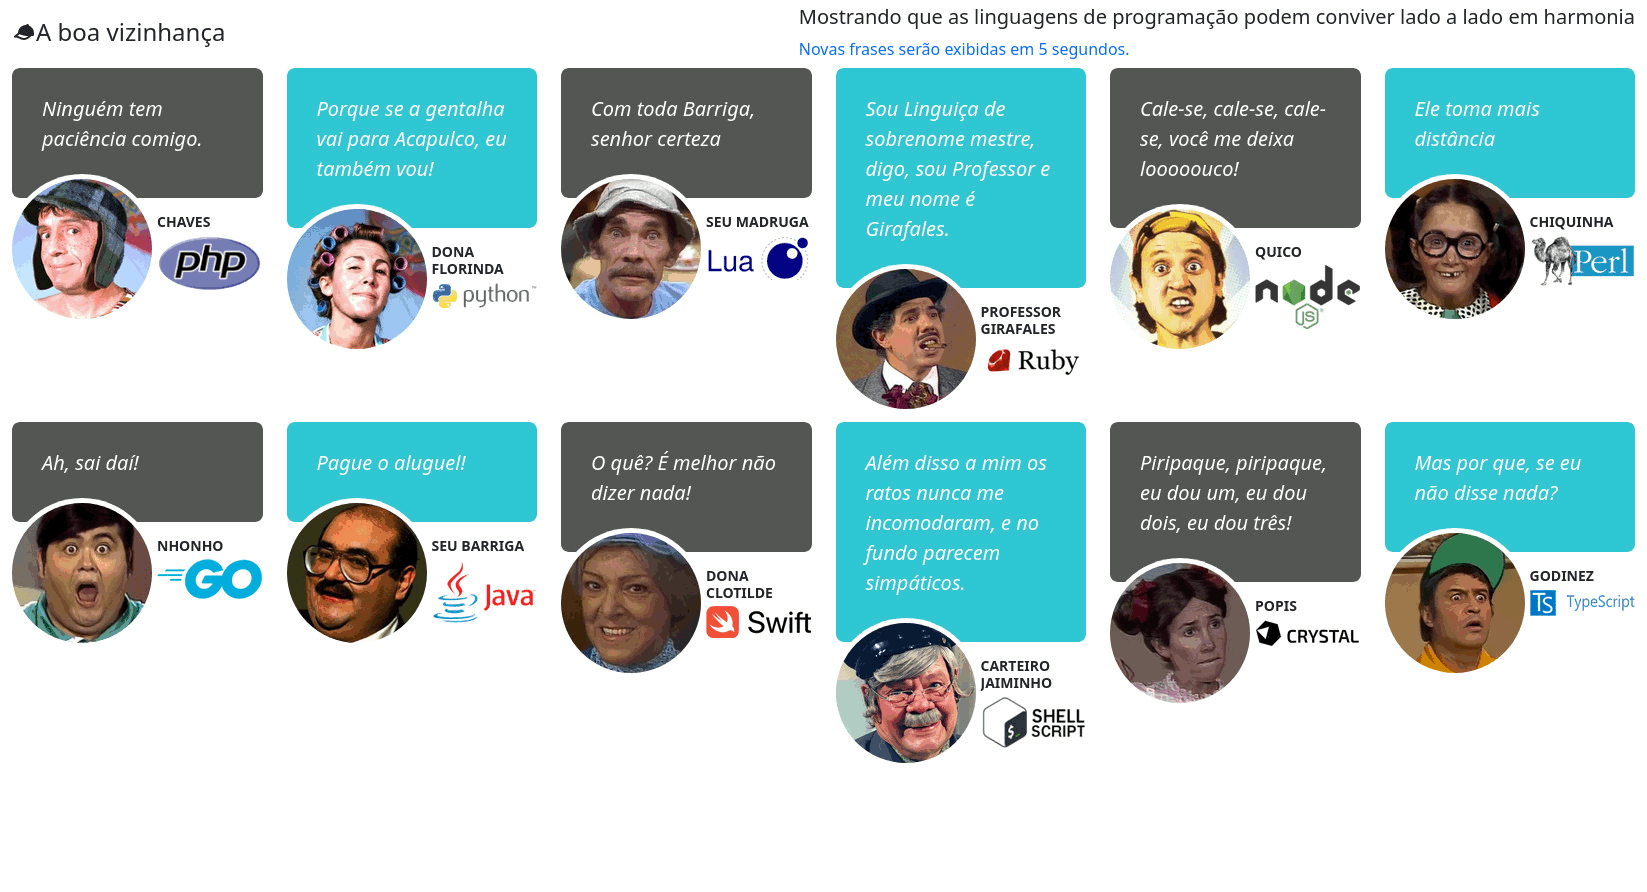 A boa vizinhança
Mostrando que as linguagens de programação podem conviver lado a lado em harmonia
Novas frases serão exibidas em 5 segundos.
Ninguém tem
paciência comigo.
CHAVES
php
Porque se a gentalha
vai para Acapulco, eu
também vou!
DONA
FLORINDA
python™
Com toda Barriga,
senhor certeza
SEU MADRUGA
Lua
Sou Linguiça de
sobrenome mestre,
digo, sou Professor e
meu nome é
Girafales.
PROFESSOR
GIRAFALES
Ruby
Cale-se, cale-se, cale-
se, você me deixa
looooouco!
QUICO
node
JS
Ele toma mais
distância
CHIQUINHA
Perl
Ah, sai daí!
NHONHO
GO
Pague o aluguel!
SEU BARRIGA
Java
O quê? É melhor não
dizer nada!
DONA
CLOTILDE
Swift
Além disso a mim os
ratos nunca me
incomodaram, e no
fundo parecem
simpáticos.
CARTEIRO
JAIMINHO
$_
SHELL
SCRIPT
Piripaque, piripaque,
eu dou um, eu dou
dois, eu dou três!
POPIS
CRYSTAL
Mas por que, se eu
não disse nada?
GODINEZ
TS TypeScript